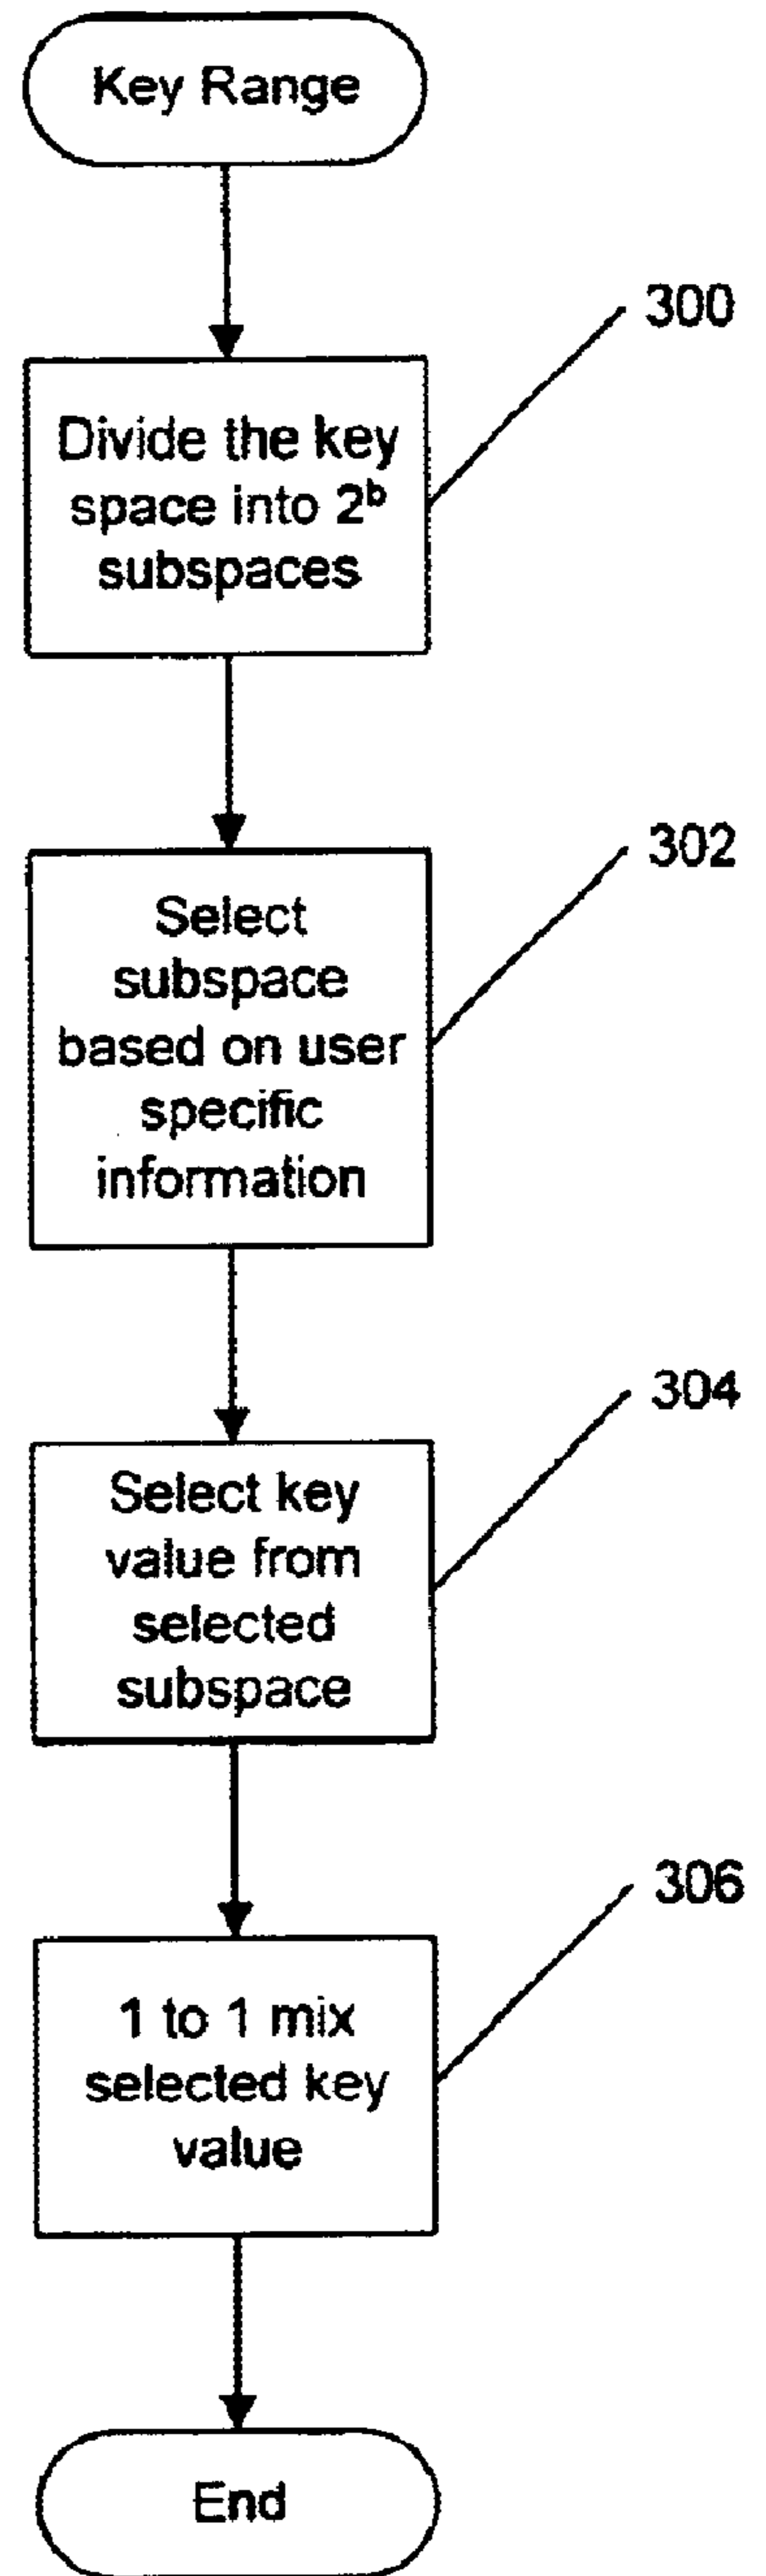 Key Range
300
Divide the key
space into 2ᵇ
subspaces
302
Select
subspace
based on user
specific
information
304
Select key
value from
selected
subspace
306
1 to 1 mix
selected key
value
End